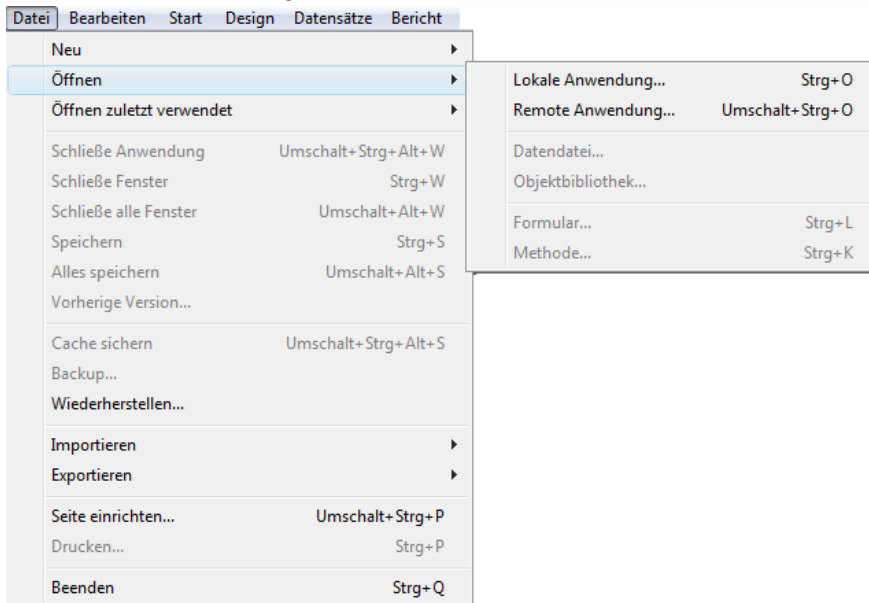 Datei Bearbeiten Start Design Datensätze Bericht
Neu
Öffnen
Öffnen zuletzt verwendet
Schließe Anwendung Umschalt+Strg+Alt+W
Schließe Fenster Strg+W
Schließe alle Fenster Umschalt+Alt+W
Speichern Strg+S
Alles speichern Umschalt+Alt+S
Vorherige Version...
Cache sichern Umschalt+Strg+Alt+S
Backup...
Wiederherstellen...
Importieren
Exportieren
Seite einrichten... Umschalt+Strg+P
Drucken... Strg+P
Beenden Strg+Q
Lokale Anwendung... Strg+O
Remote Anwendung... Umschalt+Strg+O
Datendatei...
Objektbibliothek...
Formular... Strg+L
Methode... Strg+K